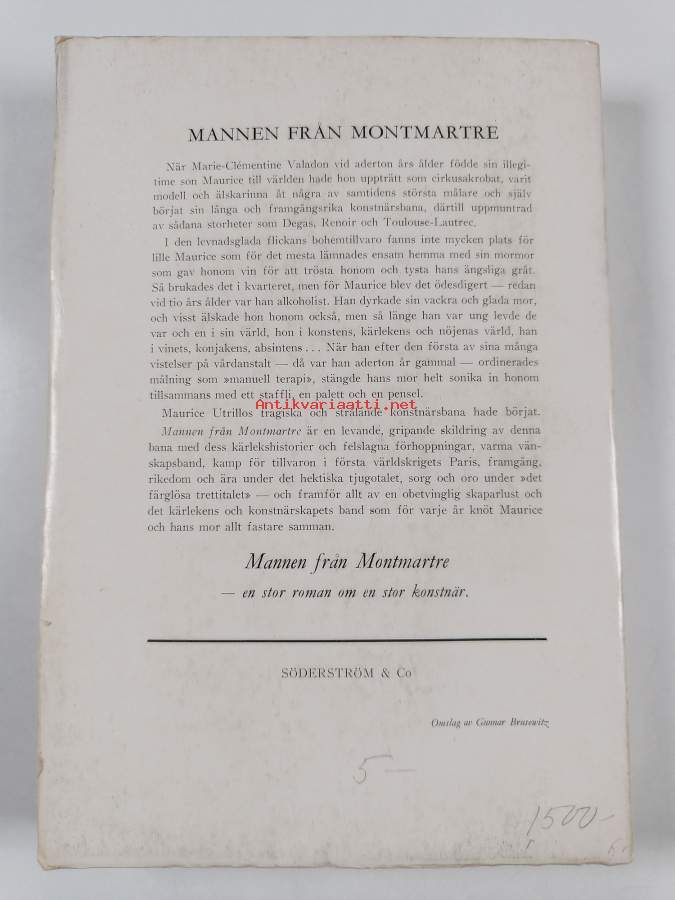 MANNEN FRÅN MONTMARTRE
När Marie-Clémentine Valadon vid aderton års ålder födde sin illegi-
time son Maurice till världen hade hon uppträtt som cirkusakrobat, varit
modell och älskarinna åt några av samtidens största målare och själv
börjat sin långa och framgångsrika konstnärsbana, därtill uppmuntrad
av sådana storheter som Degas, Renoir och Toulouse-Lautrec.
I den levnadsglada flickans bohemtillvaro fanns inte mycken plats för
lille Maurice som för det mesta lämnades ensam hemma med sin mormor
som gav honom vin för att trösta honom och tysta hans ängsliga gråt.
Så brukades det i kvarteret, men för Maurice blev det ödesdigert — redan
vid tio års ålder var han alkoholist. Han dyrkade sin vackra och glada mor,
och visst älskade hon honom också, men så länge han var ung levde de
var och en i sin värld, hon i konstens, kärlekens och nöjenas värld, han
i vinets, konjakens, absintens ... När han efter den första av sina många
vistelser på vårdanstalt — då var han aderton år gammal — ordinerades
målning som »manuell terapi», stängde hans mor helt sonika in honom
tillsammans med ett staffli, en palett och en pensel.
Antikvariaatti.net
Maurice Utrillos tragiska och strålande konstnärsbana hade börjat.
Mannen från Montmartre är en levande, gripande skildring av denna
bana med dess kärlekshistorier och felslagna förhoppningar, varma vän-
skapsband, kamp för tillvaron i första världskrigets Paris, framgång,
rikedom och ära under det hektiska tjugotalet, sorg och oro under »det
färglösa trettitalet» — och framför allt av en obetvinglig skaparlust och
det kärlekens och konstnärskapets band som för varje år knöt Maurice
och hans mor allt fastare samman.
Mannen från Montmartre
— en stor roman om en stor konstnär.
SÖDERSTRÖM & Co
Omslag av Gunnar Brusewitz
5 —
1500-